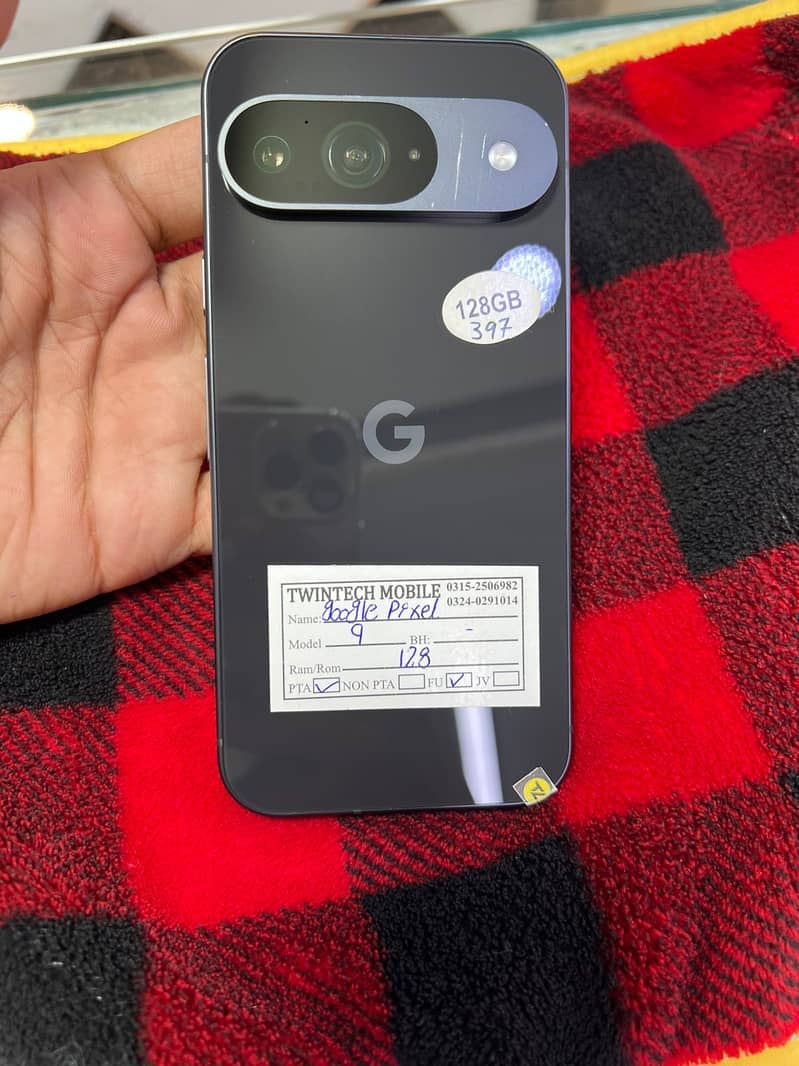 128GB
397
G
TWINTECH MOBILE 0315-2506982
0324-0291014
Name: Google Pixel
Model 9 BH: -
Ram/Rom 128
PTA ✓ NON PTA FU ✓ JV